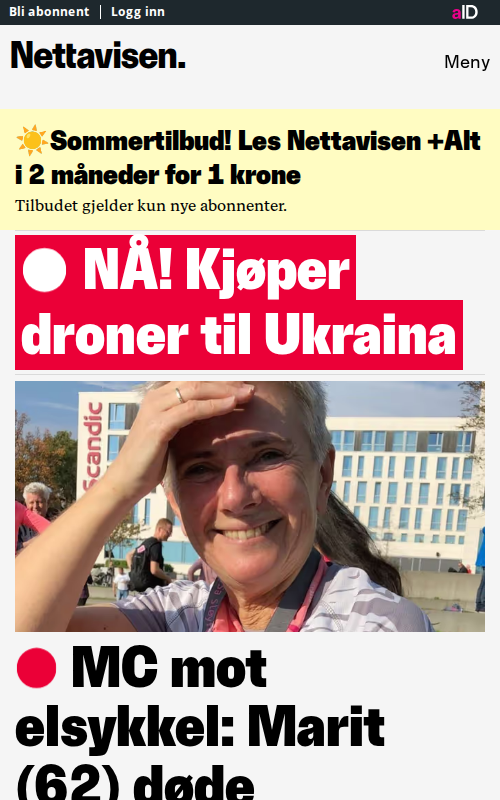 Bli abonnent
Logg inn
aID
Nettavisen.
Meny
Sommertilbud! Les Nettavisen +Alt
i 2 måneder for 1 krone
Tilbudet gjelder kun nye abonnenter.
NÅ! Kjøper
droner til Ukraina
Scandic
MC mot
elsykkel: Marit
(62) døde